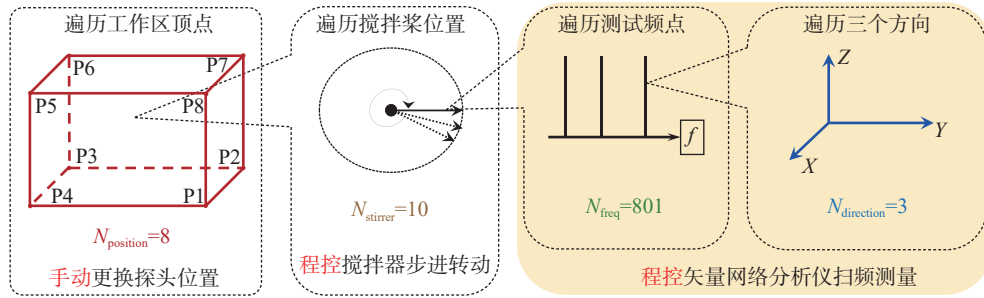 遍历工作区顶点
P6
P7
P5
P8
P3
P2
P4
P1
N_position=8
手动更换探头位置
遍历搅拌桨位置
N_stirrer=10
程控搅拌器步进转动
遍历测试频点
f
N_freq=801
遍历三个方向
Z
Y
X
N_direction=3
程控矢量网络分析仪扫频测量